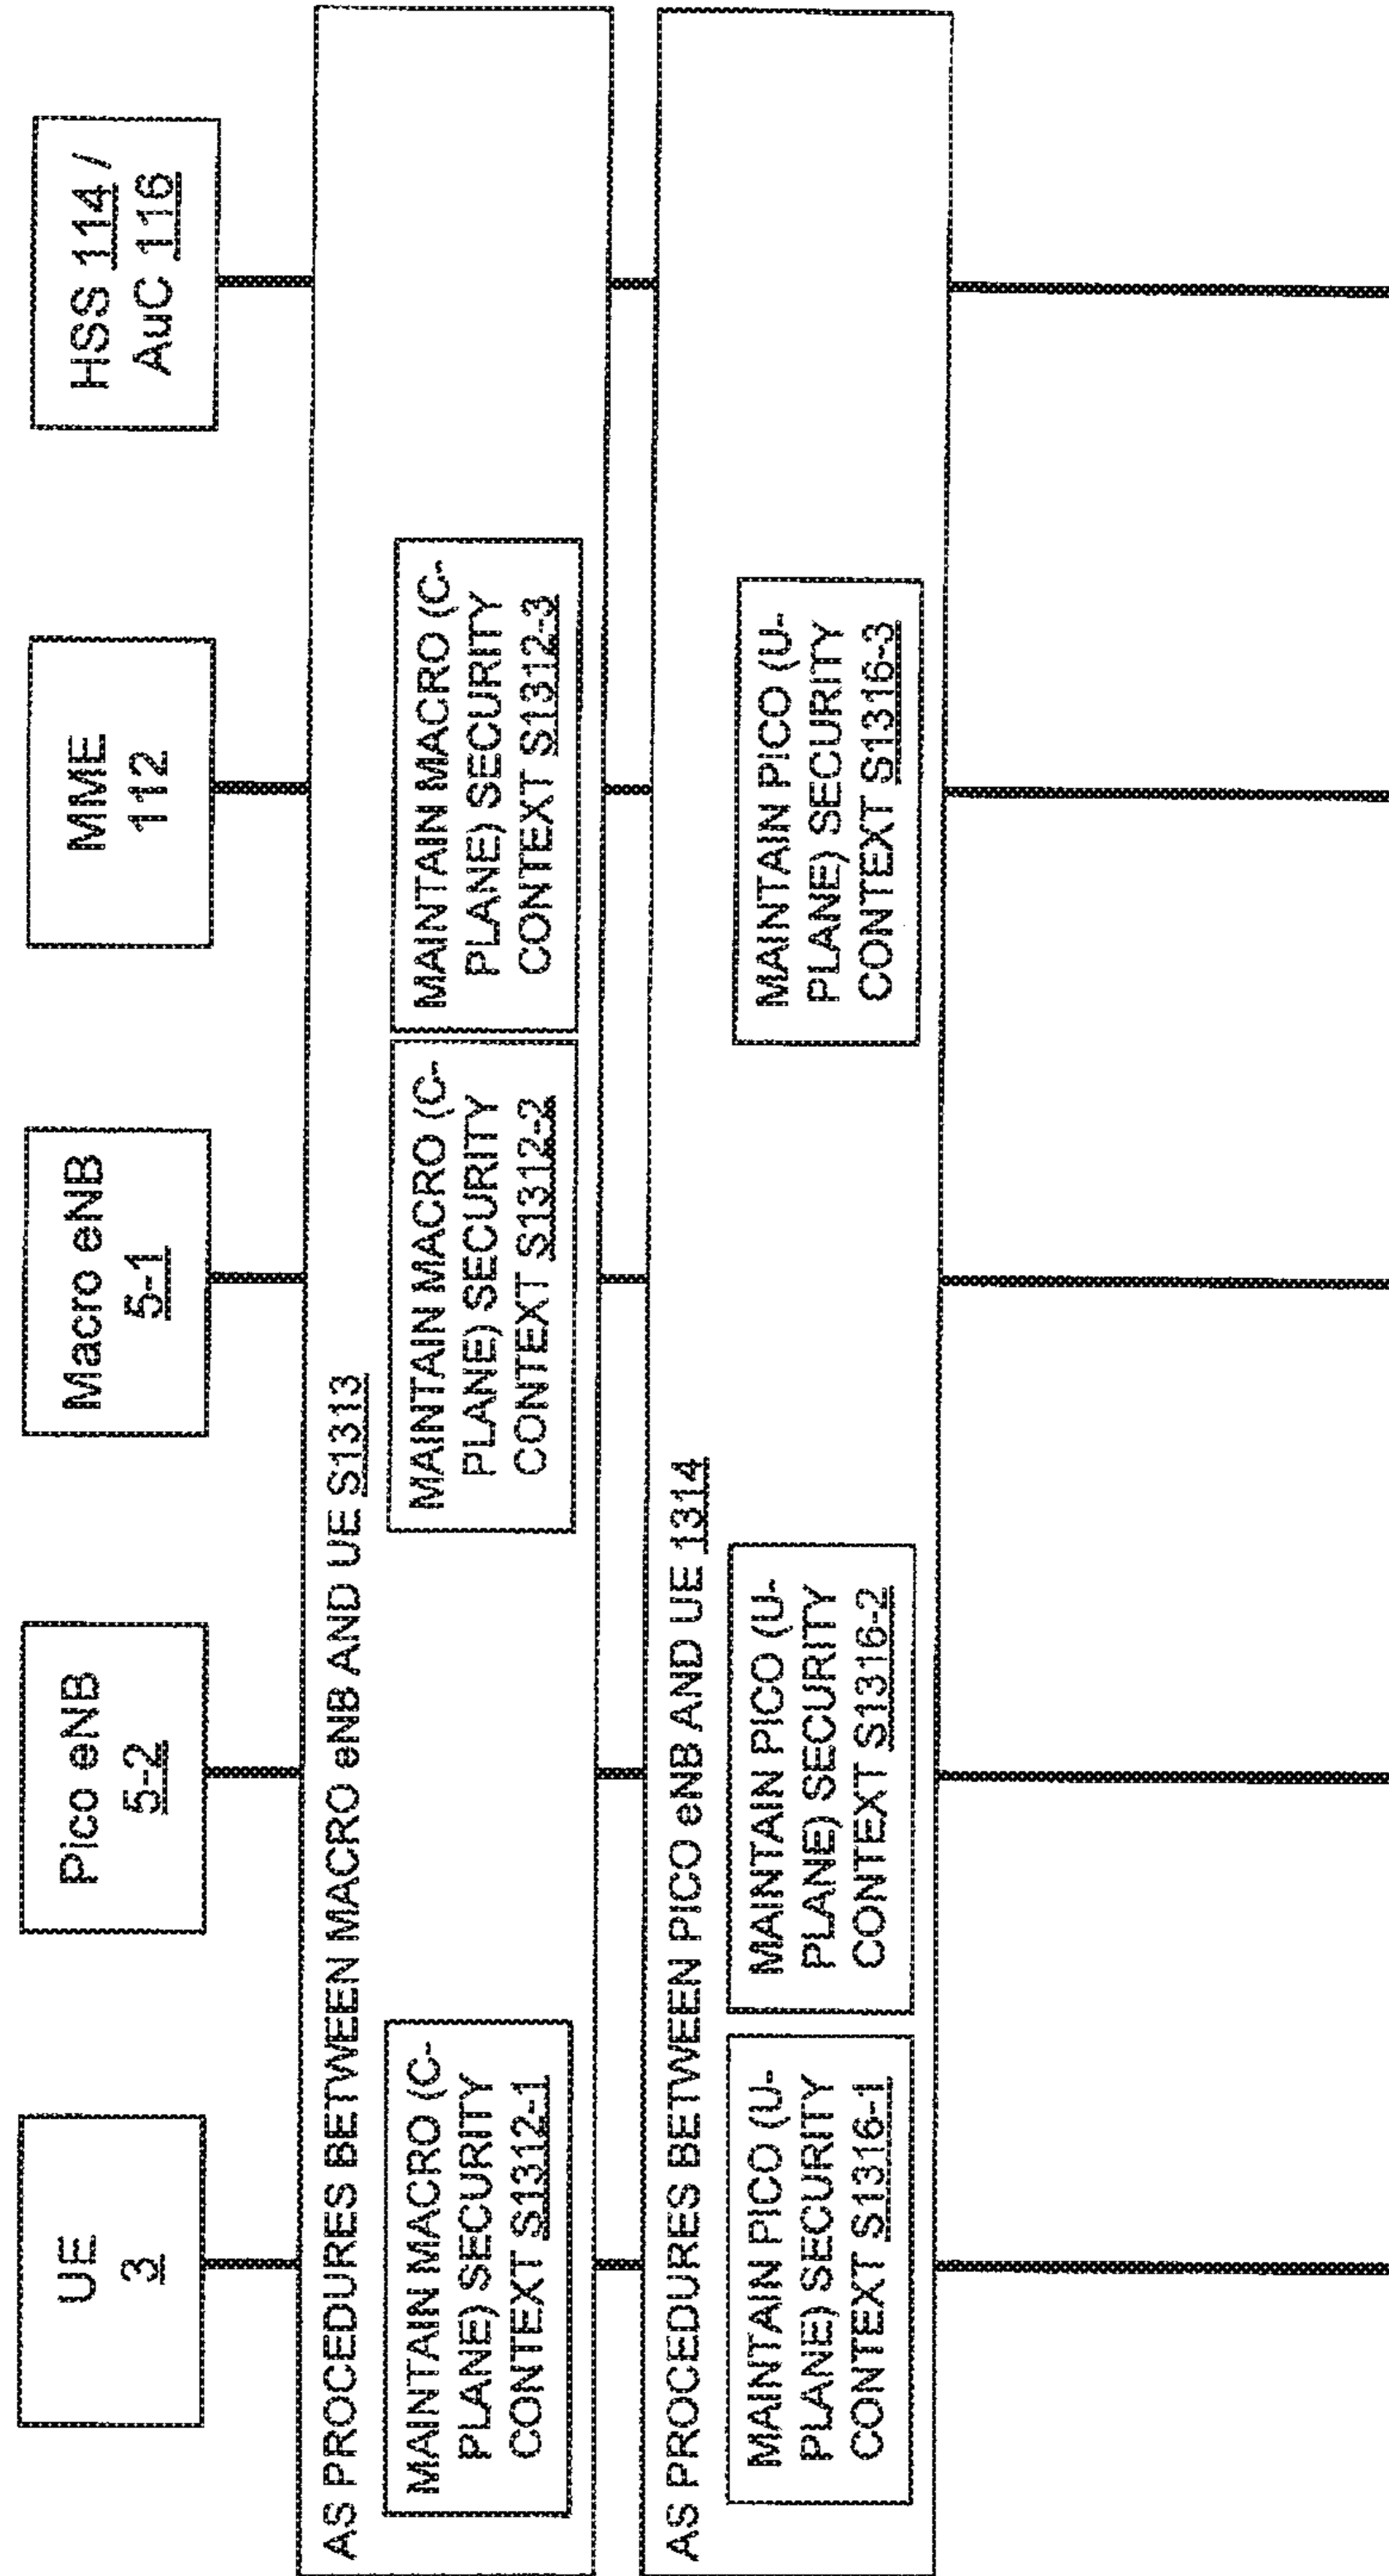 UE
3
Pico eNB
5-2
Macro eNB
5-1
MME
112
HSS 114 /
AuC 116
AS PROCEDURES BETWEEN MACRO eNB AND UE S1313
MAINTAIN MACRO (C-
PLANE) SECURITY
CONTEXT S1312-1
MAINTAIN MACRO (C-
PLANE) SECURITY
CONTEXT S1312-2
MAINTAIN MACRO (C-
PLANE) SECURITY
CONTEXT S1312-3
AS PROCEDURES BETWEEN PICO eNB AND UE 1314
MAINTAIN PICO (U-
PLANE) SECURITY
CONTEXT S1316-1
MAINTAIN PICO (U-
PLANE) SECURITY
CONTEXT S1316-2
MAINTAIN PICO (U-
PLANE) SECURITY
CONTEXT S1316-3